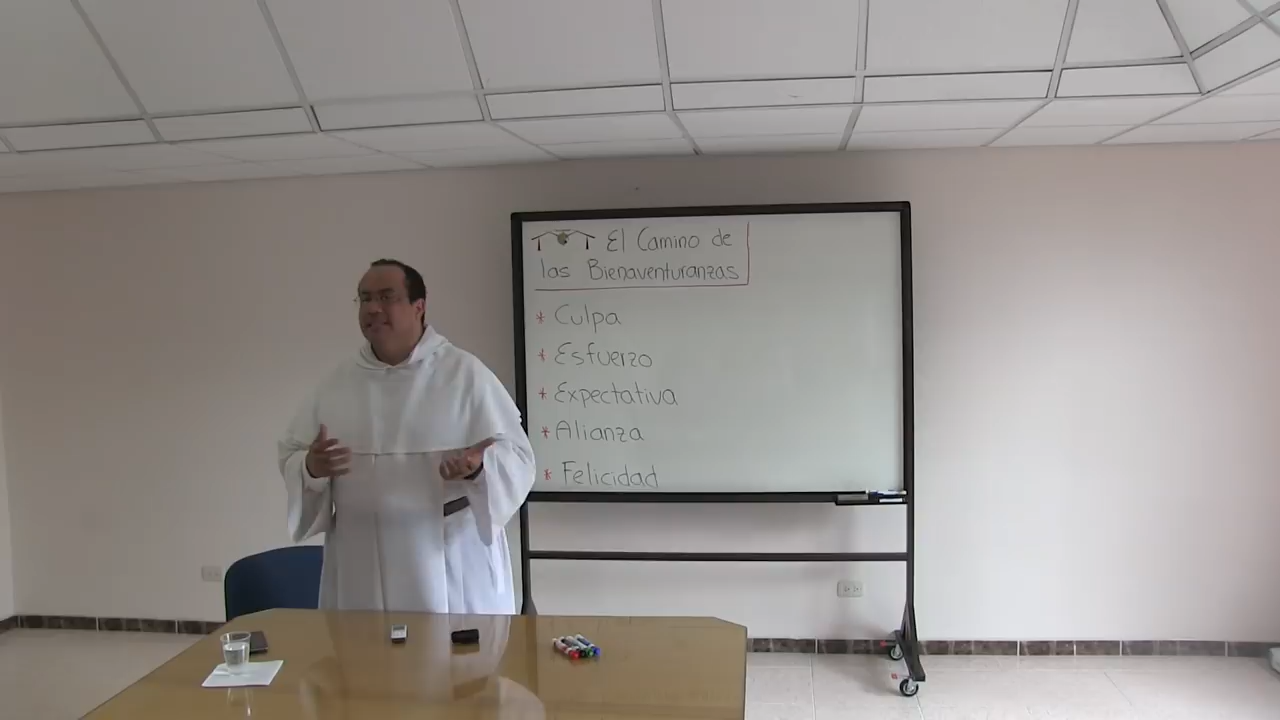 El Camino de
las Bienaventuranzas
* Culpa
* Esfuerzo
* Expectativa
* Alianza
* Felicidad